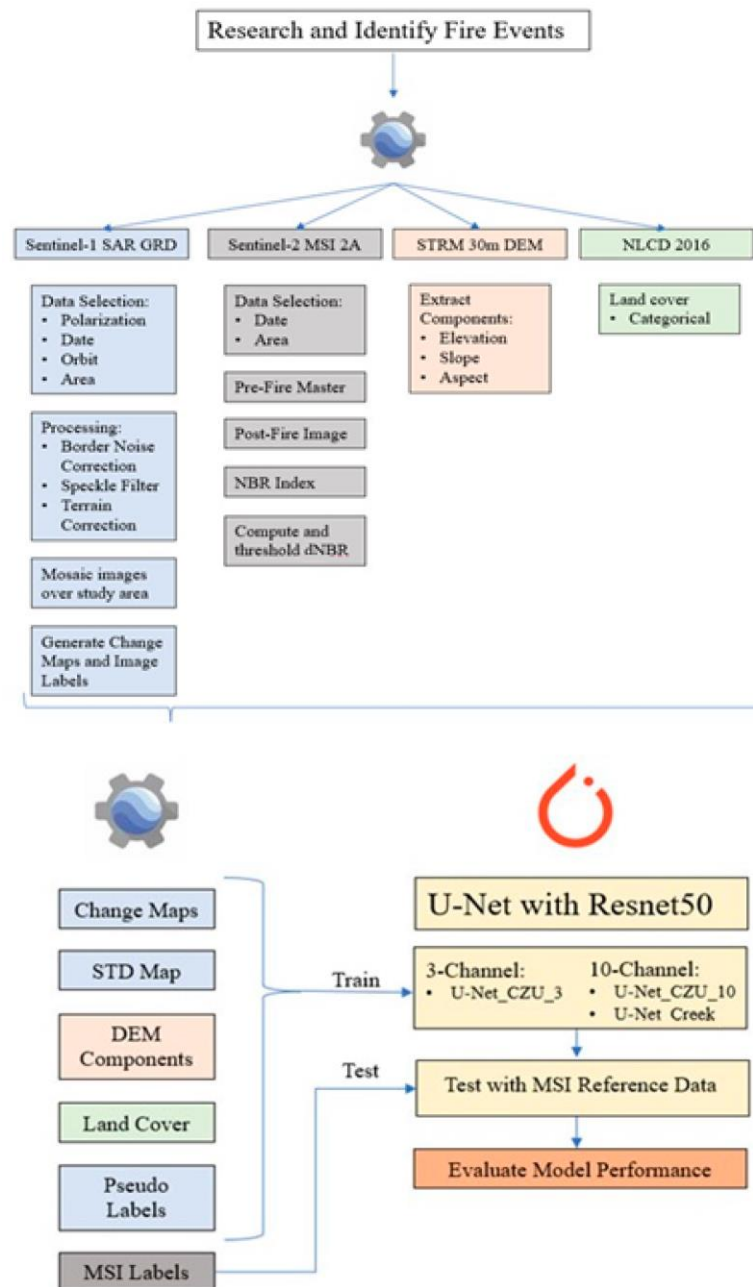 Research and Identify Fire Events
Sentinel-1 SAR GRD
Sentinel-2 MSI 2A
STRM 30m DEM
NLCD 2016
Data Selection:
• Polarization
• Date
• Orbit
• Area
Processing:
• Border Noise
Correction
• Speckle Filter
• Terrain
Correction
Mosaic images
over study area
Generate Change
Maps and Image
Labels
Data Selection:
• Date
• Area
Pre-Fire Master
Post-Fire Image
NBR Index
Compute and
threshold dNBR
Extract
Components:
• Elevation
• Slope
• Aspect
Land cover
• Categorical
Change Maps
STD Map
DEM
Components
Land Cover
Pseudo
Labels
MSI Labels
Train
Test
U-Net with Resnet50
3-Channel:
• U-Net_CZU_3
10-Channel:
• U-Net_CZU_10
• U-Net Creek
Test with MSI Reference Data
Evaluate Model Performance